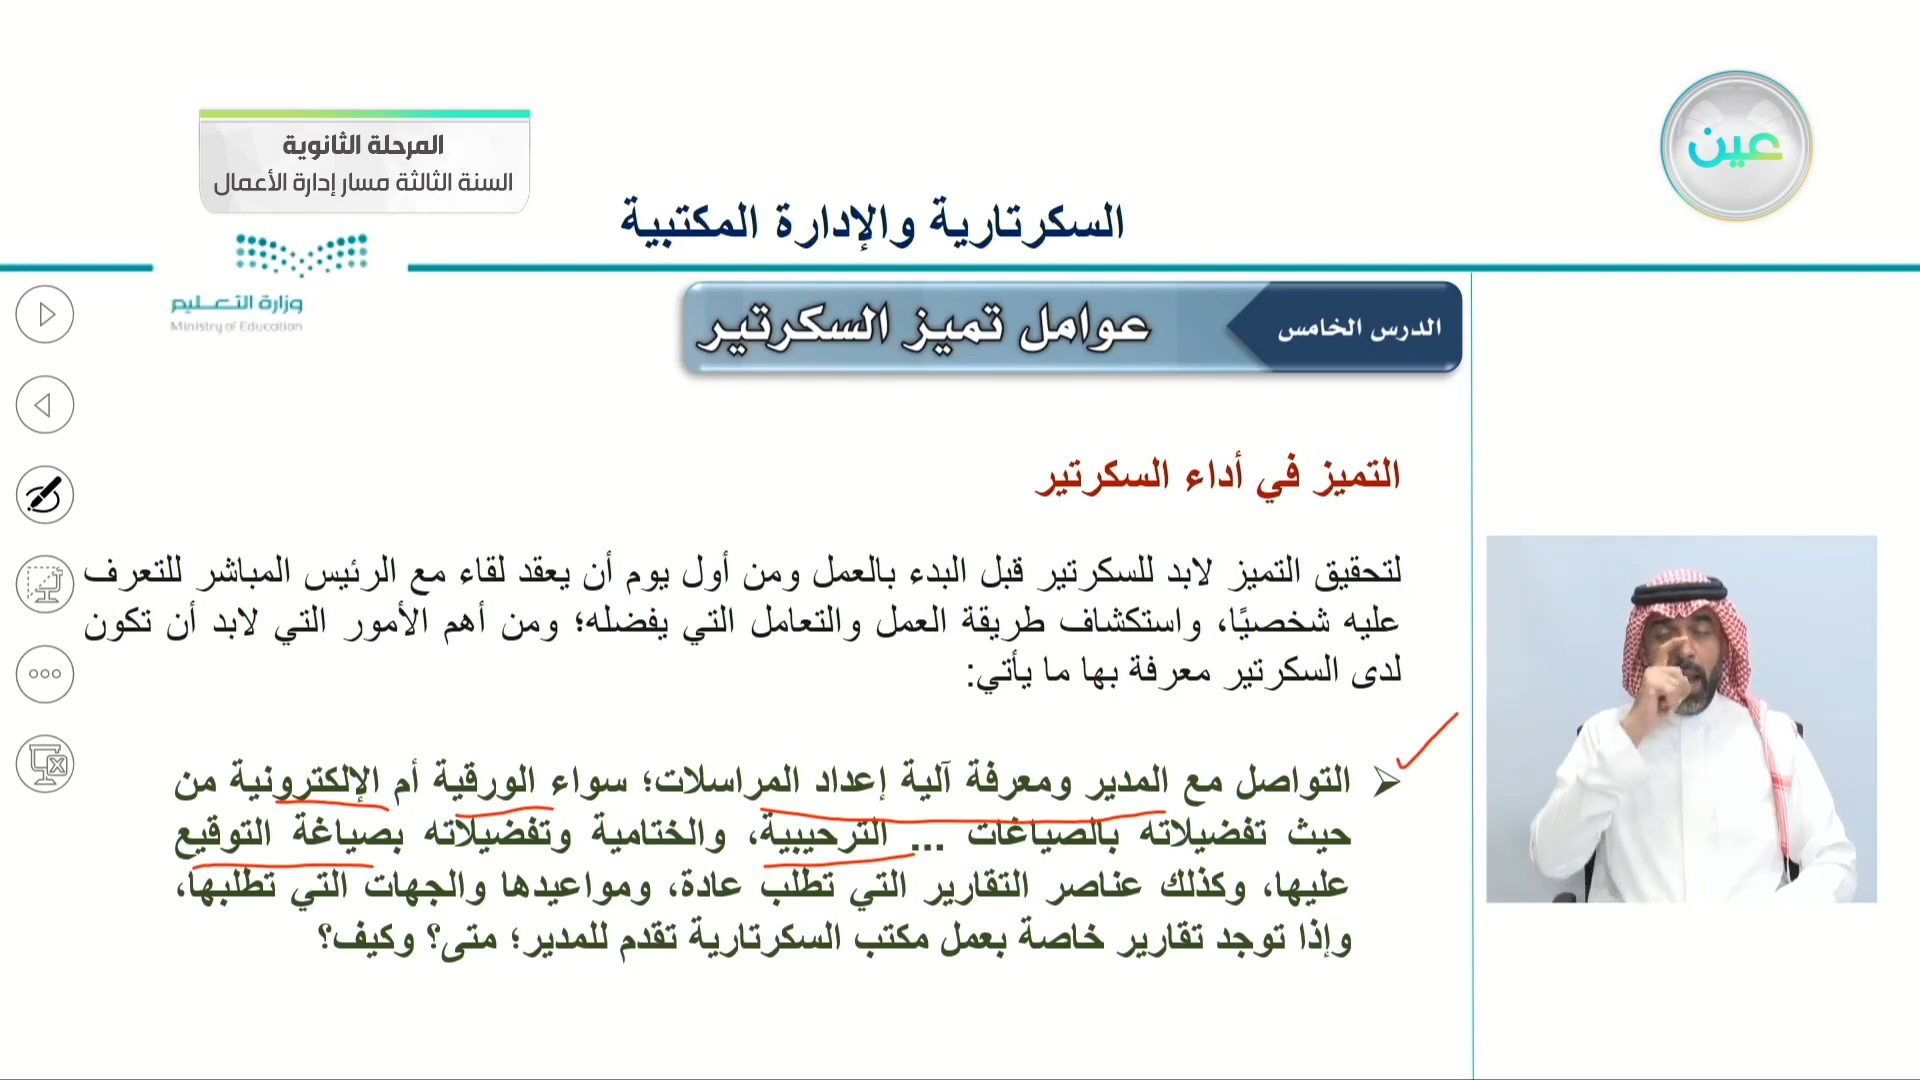 المرحلة الثانوية
السنة الثالثة مسار إدارة الأعمال
عين
السكرتارية والإدارة المكتبية
وزارة التعـــليم
Ministry of Education
الدرس الخامس
عوامل تميز السكرتير
التميز في أداء السكرتير
لتحقيق التميز لابد للسكرتير قبل البدء بالعمل ومن أول يوم أن يعقد لقاء مع الرئيس المباشر للتعرف
عليه شخصيًا، واستكشاف طريقة العمل والتعامل التي يفضله؛ ومن أهم الأمور التي لابد أن تكون
لدى السكرتير معرفة بها ما يأتي:
التواصل مع المدير ومعرفة آلية إعداد المراسلات؛ سواء الورقية أم الإلكترونية من
حيث تفضيلاته بالصياغات ... الترحيبية، والختامية وتفضيلاته بصياغة التوقيع
عليها، وكذلك عناصر التقارير التي تطلب عادة، ومواعيدها والجهات التي تطلبها،
وإذا توجد تقارير خاصة بعمل مكتب السكرتارية تقدم للمدير؛ متى؟ وكيف؟